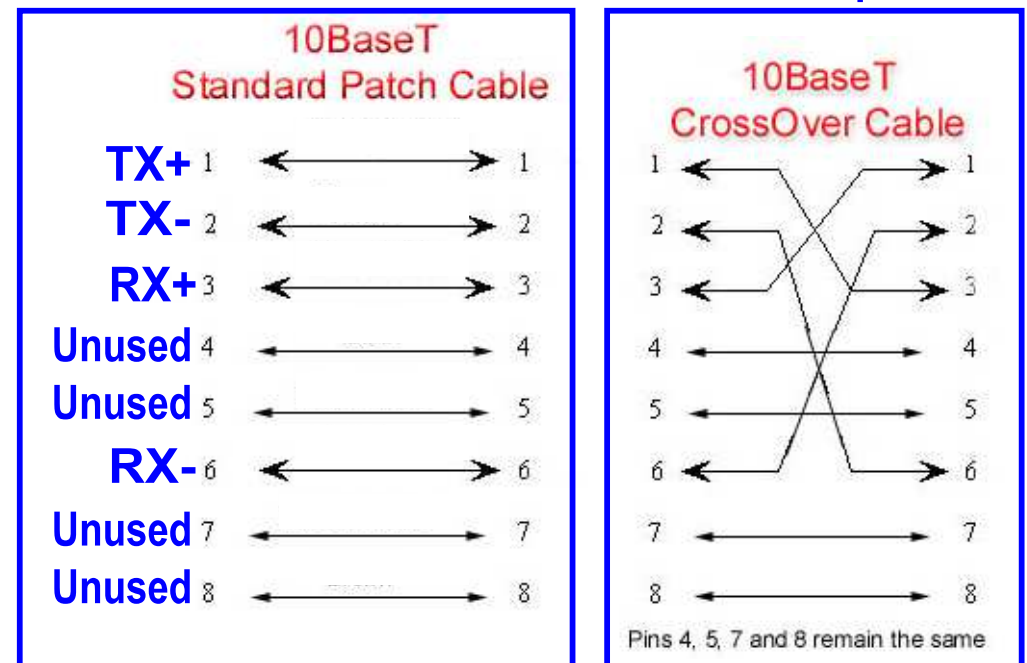 10BaseT
Standard Patch Cable
TX+ 1 1
TX- 2 2
RX+ 3 3
Unused 4 4
Unused 5 5
RX- 6 6
Unused 7 7
Unused 8 8
10BaseT
CrossOver Cable
1 1
2 2
3 3
4 4
5 5
6 6
7 7
8 8
Pins 4, 5, 7 and 8 remain the same